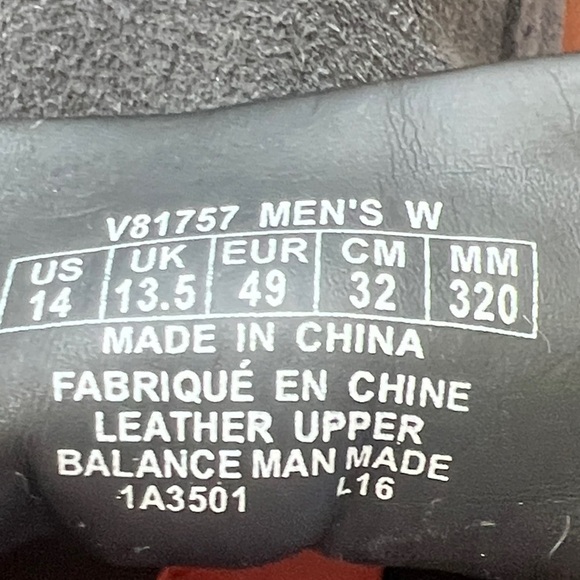 V81757 MEN'S W
US UK EUR CM MM
14 13.5 49 32 320
MADE IN CHINA
FABRIQUÉ EN CHINE
LEATHER UPPER
BALANCE MAN MADE
1A3501 L16